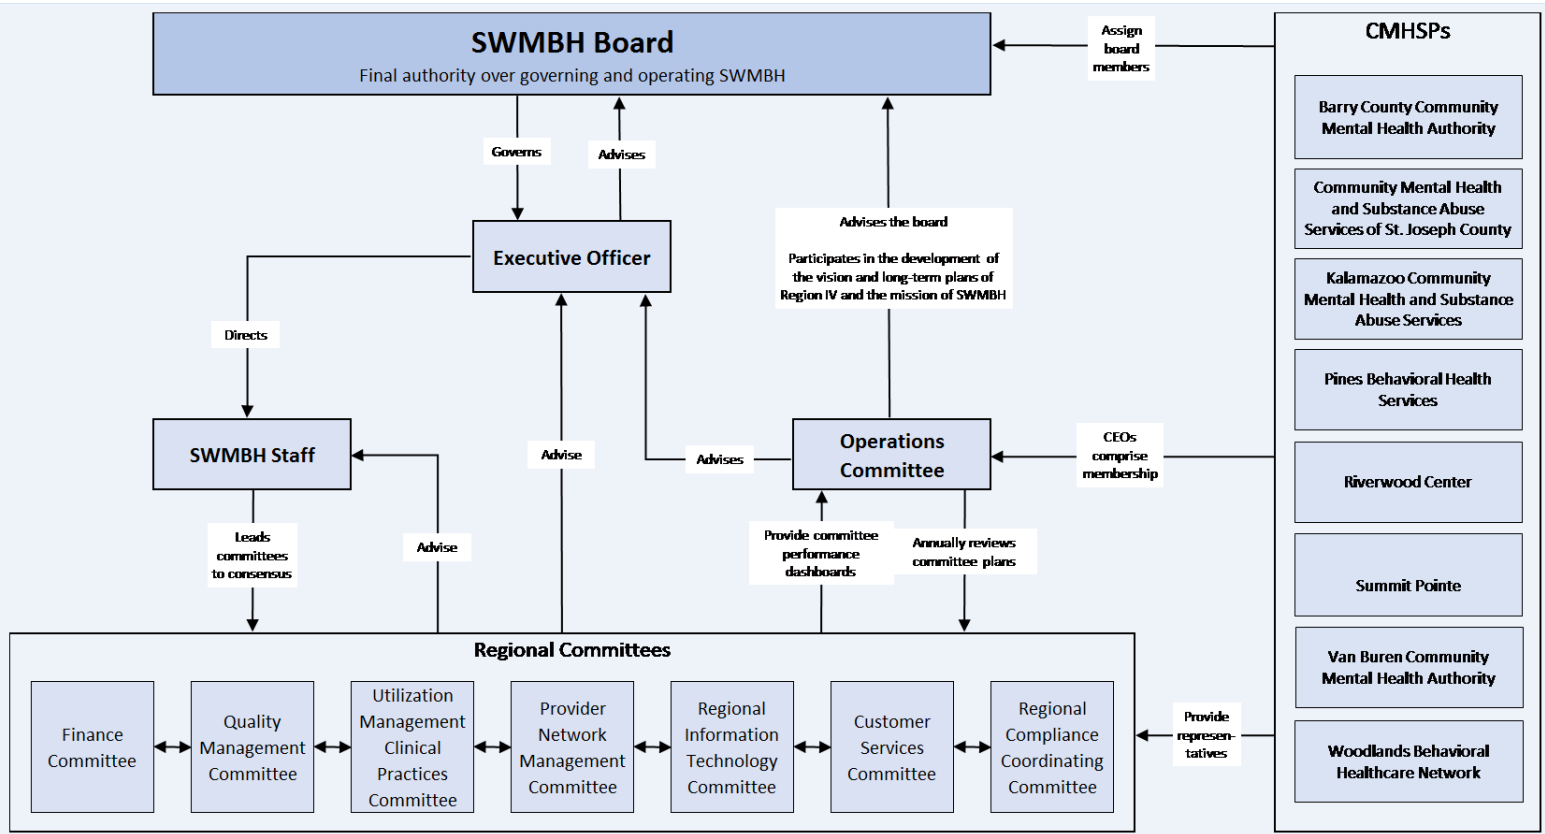 SWMBH Board
Final authority over governing and operating SWMBH
Assign
board
members
CMHSPs
Barry County Community
Mental Health Authority
Community Mental Health
and Substance Abuse
Services of St. Joseph County
Kalamazoo Community
Mental Health and Substance
Abuse Services
Pines Behavioral Health
Services
Riverwood Center
Summit Pointe
Van Buren Community
Mental Health Authority
Woodlands Behavioral
Healthcare Network
Governs
Advises
Executive Officer
Advises the board
Participates in the development of
the vision and long-term plans of
Region IV and the mission of SWMBH
Directs
SWMBH Staff
Advise
Advises
Operations
Committee
CEOs
comprise
membership
Leads
committees
to consensus
Advise
Provide committee
performance
dashboards
Annually reviews
committee plans
Regional Committees
Finance
Committee
Quality
Management
Committee
Utilization
Management
Clinical
Practices
Committee
Provider
Network
Management
Committee
Regional
Information
Technology
Committee
Customer
Services
Committee
Regional
Compliance
Coordinating
Committee
Provide
represen-
tatives